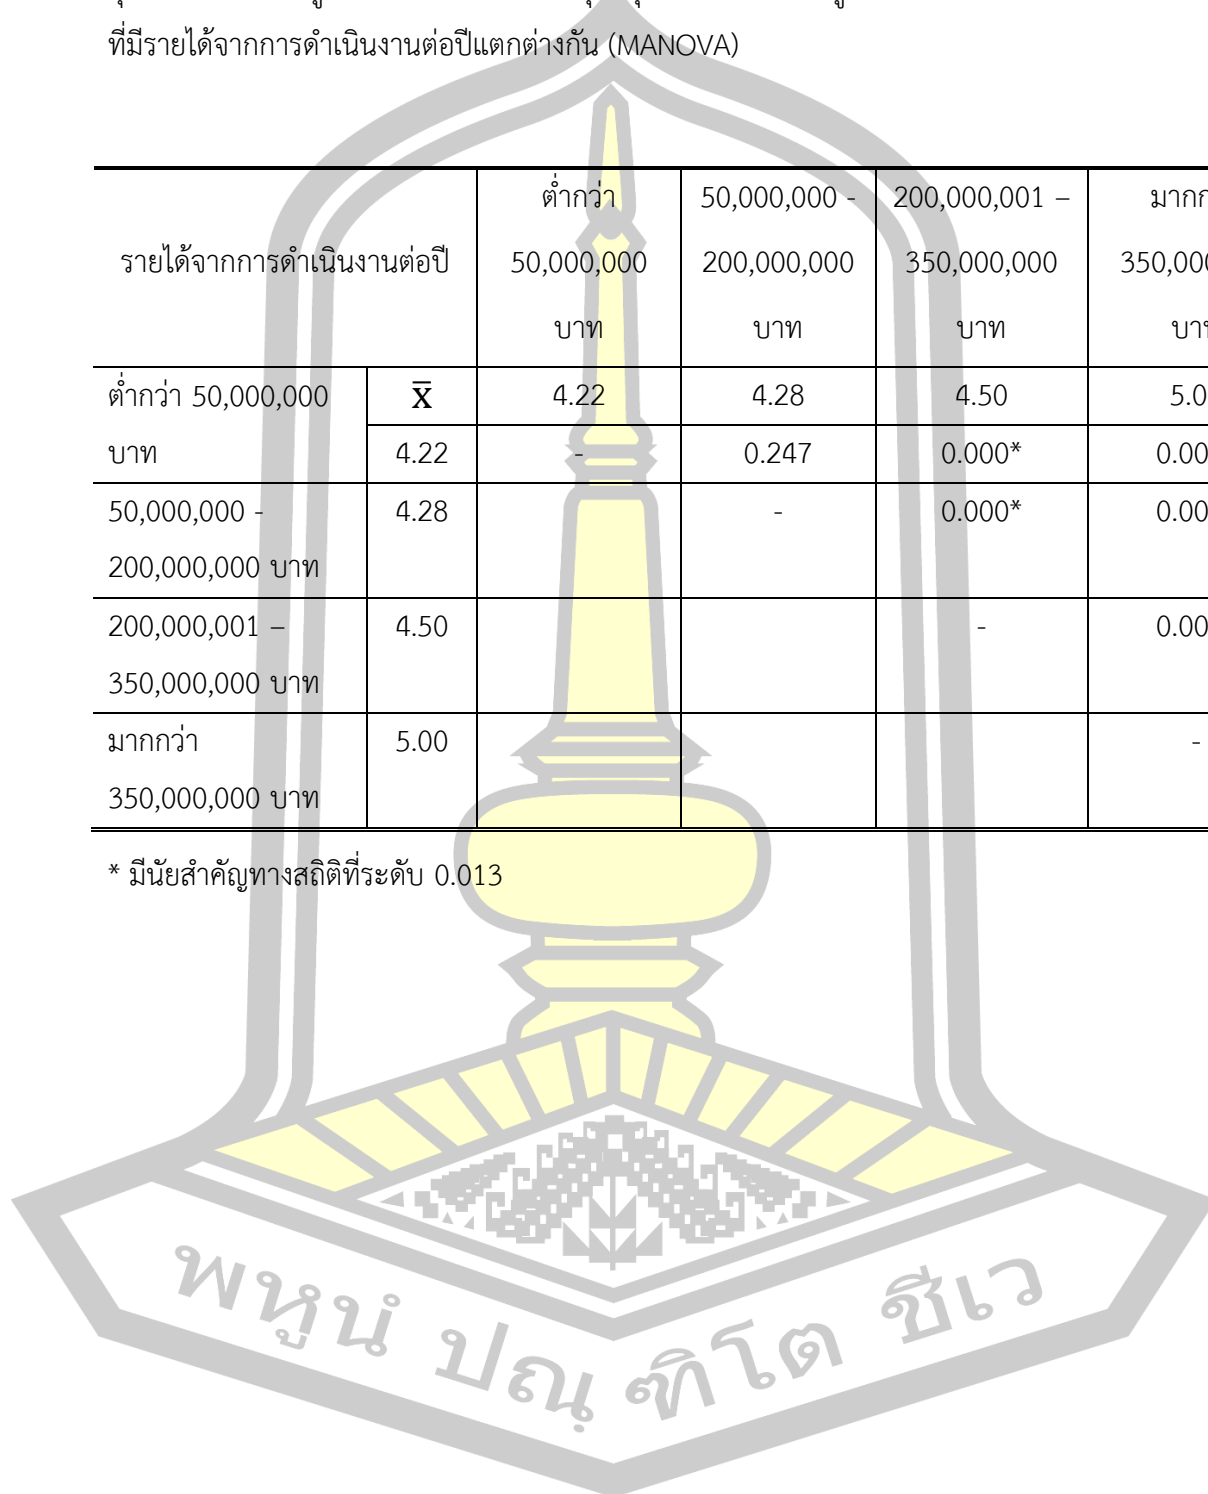 ที่มีรายได้จากการดำเนินงานต่อปีแตกต่างกัน (MANOVA)
รายได้จากการดำเนินงานต่อปี
ต่ำกว่า
50,000,000
บาท
50,000,000 -
200,000,000
บาท
200,000,001 –
350,000,000
บาท
ต่ำกว่า 50,000,000 x̅ 4.22 4.28 4.50
บาท 4.22 - 0.247 0.000*
50,000,000 - 4.28 - 0.000*
200,000,000 บาท
200,000,001 – 4.50 -
350,000,000 บาท
มากกว่า 5.00 -
350,000,000 บาท
* มีนัยสำคัญทางสถิติที่ระดับ 0.013
พหูนํ ปณฺฑิโต ชีเว